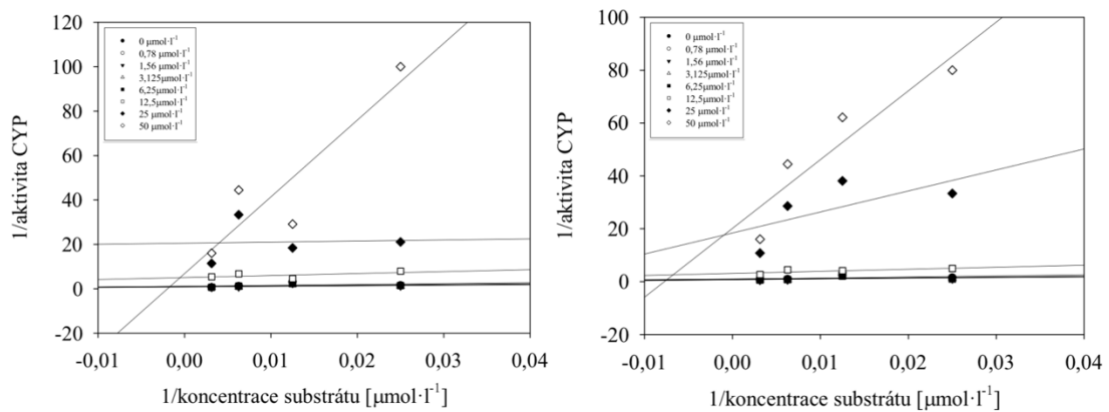 120
100
80
60
40
20
0
-20
1/aktivita CYP
0 µmol·l⁻¹
0,78 µmol·l⁻¹
1,56 µmol·l⁻¹
3,125µmol·l⁻¹
6,25µmol·l⁻¹
12,5µmol·l⁻¹
25 µmol·l⁻¹
50 µmol·l⁻¹
-0,01 0,00 0,01 0,02 0,03 0,04
1/koncentrace substrátu [µmol·l⁻¹]
100
80
60
40
20
0
-20
1/aktivita CYP
0 µmol·l⁻¹
0,78 µmol·l⁻¹
1,56 µmol·l⁻¹
3,125µmol·l⁻¹
6,25µmol·l⁻¹
12,5µmol·l⁻¹
25 µmol·l⁻¹
50 µmol·l⁻¹
-0,01 0,00 0,01 0,02 0,03 0,04
1/koncentrace substrátu [µmol·l⁻¹]